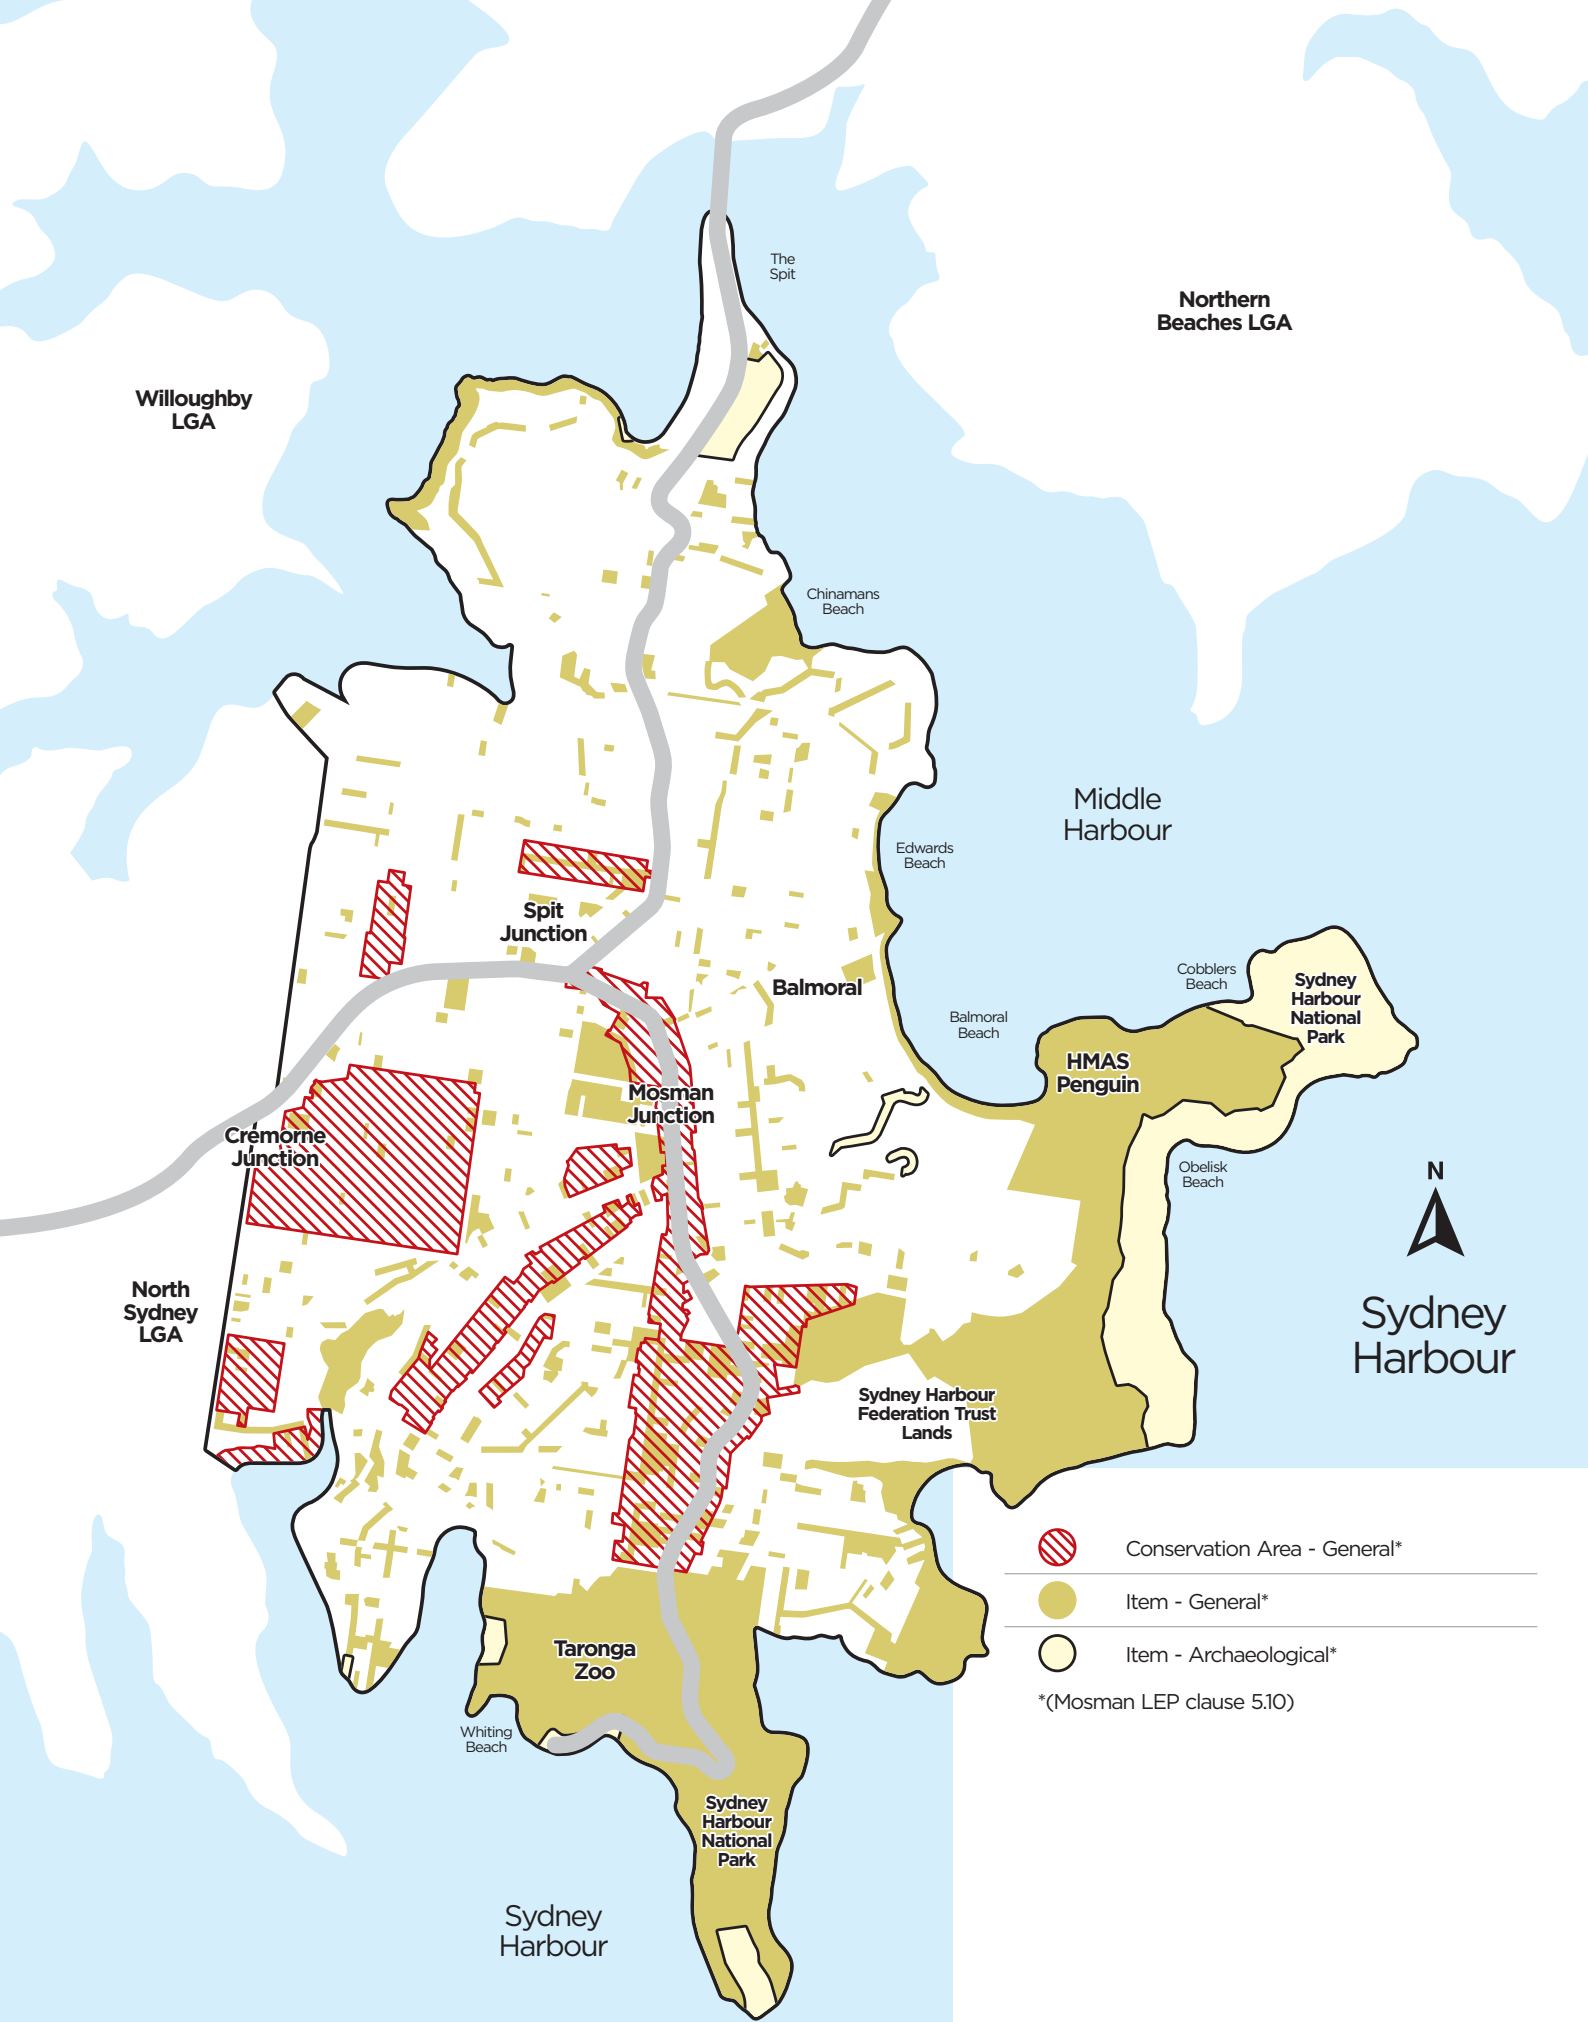 The
Spit
Northern
Beaches LGA
Willoughby
LGA
Chinamans
Beach
Middle
Harbour
Edwards
Beach
Spit
Junction
Balmoral
Cobblers
Beach
Sydney
Harbour
National
Park
Balmoral
Beach
HMAS
Penguin
Mosman
Junction
Cremorne
Junction
Obelisk
Beach
N
North
Sydney
LGA
Sydney
Harbour
Sydney Harbour
Federation Trust
Lands
Conservation Area - General*
Item - General*
Item - Archaeological*
*(Mosman LEP clause 5.10)
Taronga
Zoo
Whiting
Beach
Sydney
Harbour
National
Park
Sydney
Harbour